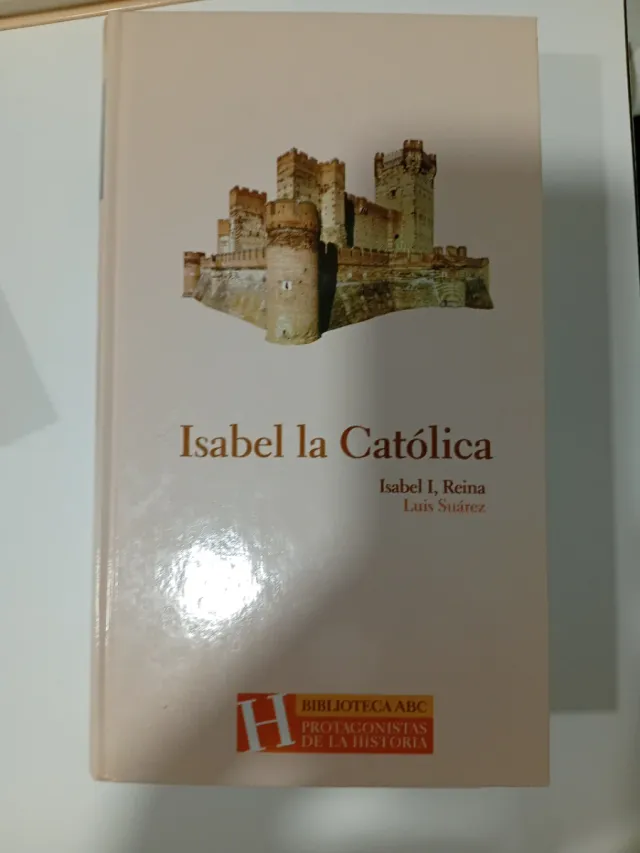 Isabel la Católica
Isabel I, Reina
Luis Suárez
H
BIBLIOTECA ABC
PROTAGONISTAS
DE LA HISTORIA